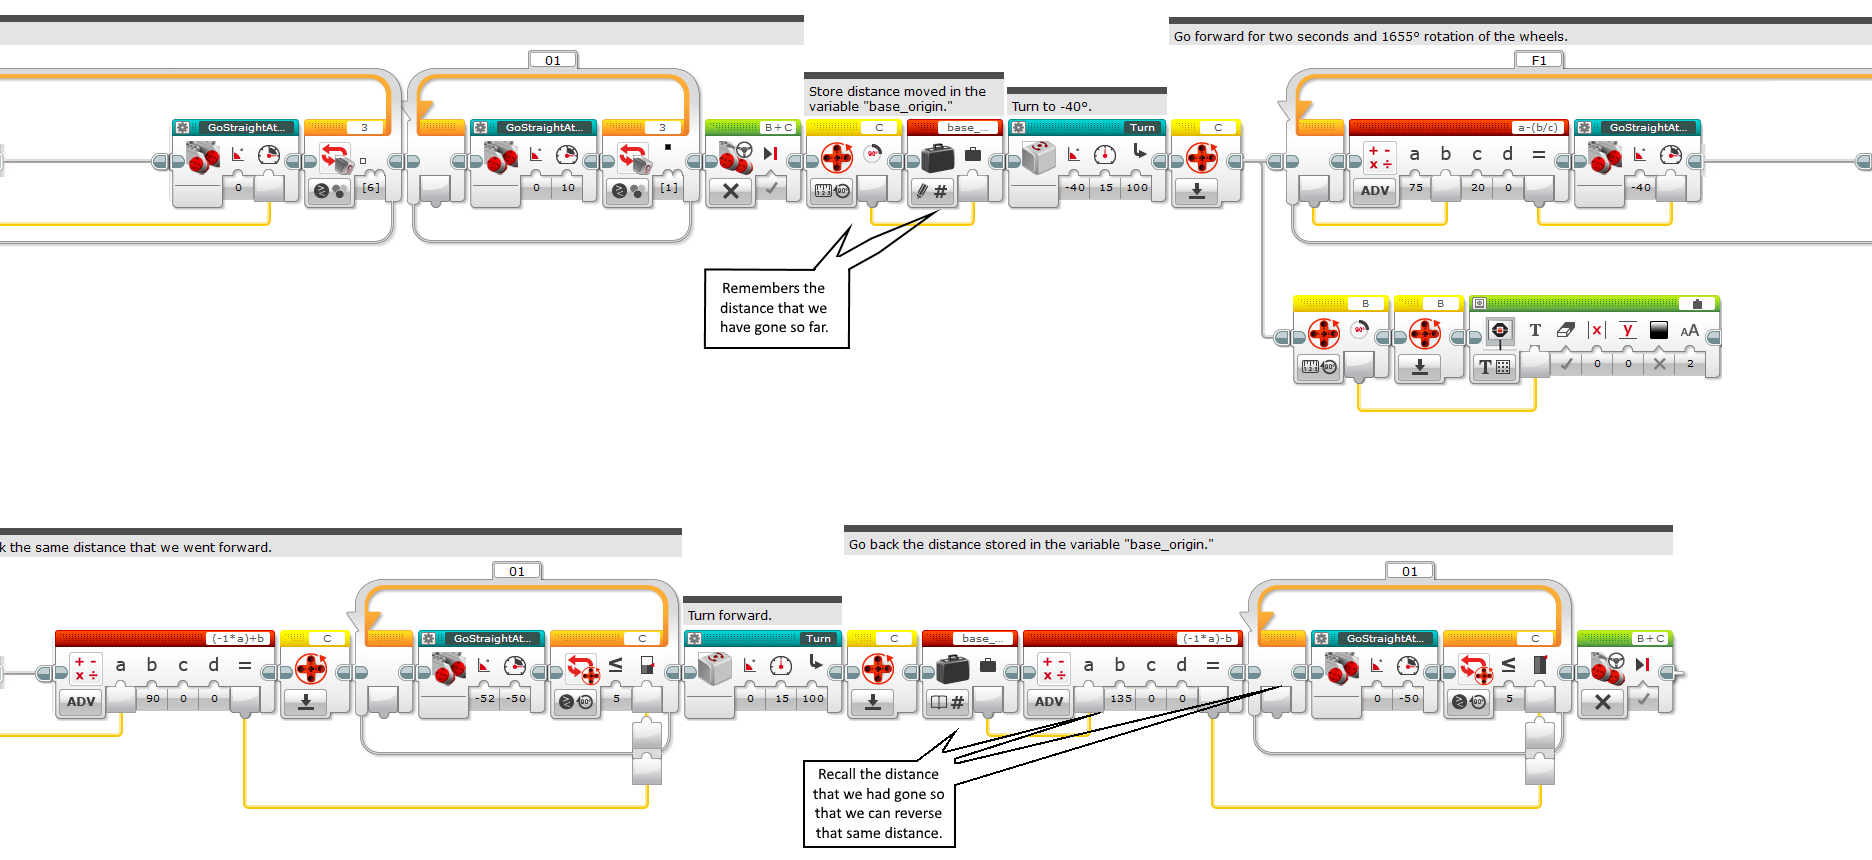 Go forward for two seconds and 1655º rotation of the wheels.
01
F1
Store distance moved in the
variable "base_origin."
Turn to -40º.
GoStraightAt...
3
GoStraightAt...
3
B + C
C
base_...
Turn
C
a-(b/c)
GoStraightAt...
a b c d =
0
[6]
0 10
[1]
#
-40 15 100
ADV
75 20 0
-40
Remembers the
distance that we
have gone so far.
B
B
T x y AA
T 0 0 2
k the same distance that we went forward.
Go back the distance stored in the variable "base_origin."
01
01
Turn forward.
(-1*a)+b
C
GoStraightAt...
C
Turn
C
base_...
(-1*a)-b
GoStraightAt...
C
B + C
a b c d =
≤
a b c d =
≤
ADV
90 0 0
-52 -50
5
0 15 100
#
ADV
135 0 0
0 -50
5
Recall the distance
that we had gone so
that we can reverse
that same distance.